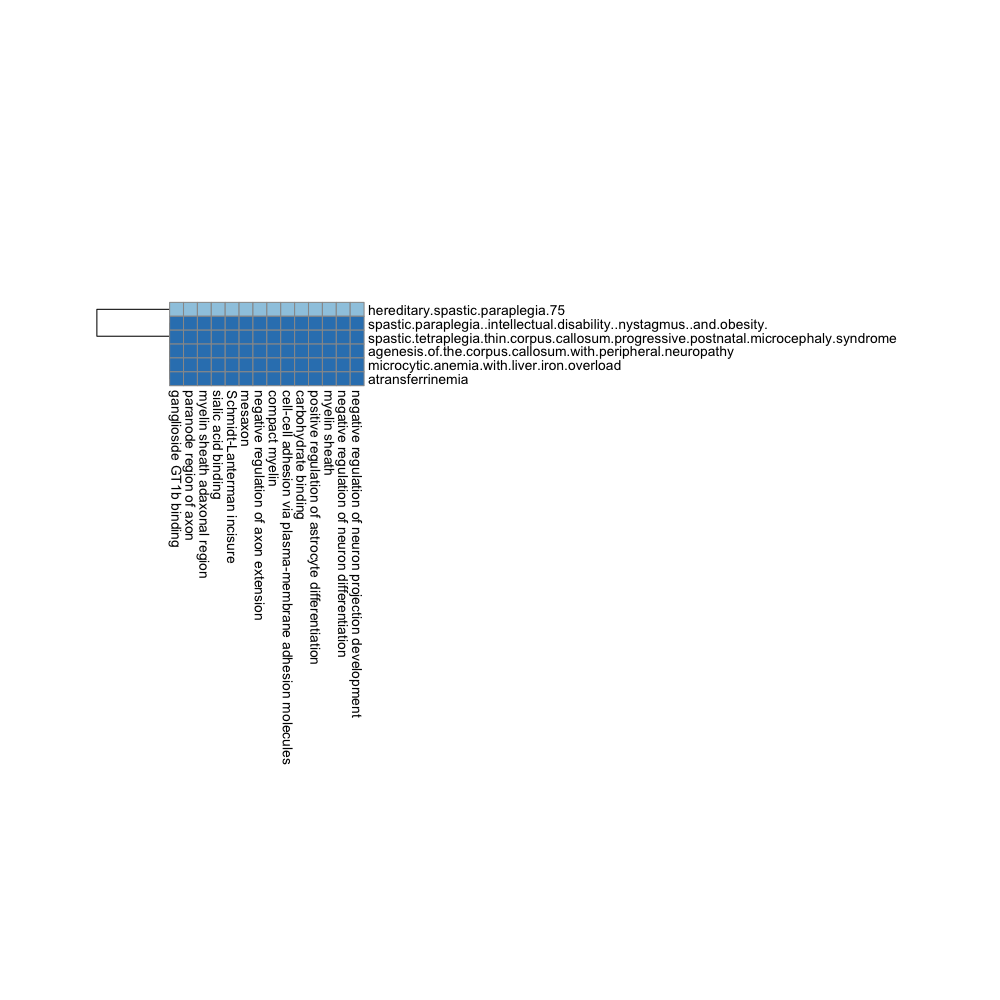 hereditary.spastic.paraplegia.75
spastic.paraplegia..intellectual.disability..nystagmus..and.obesity.
spastic.tetraplegia.thin.corpus.callosum.progressive.postnatal.microcephaly.syndrome
agenesis.of.the.corpus.callosum.with.peripheral.neuropathy
microcytic.anemia.with.liver.iron.overload
atransferrinemia
ganglioside GT1b binding
paranode region of axon
myelin sheath adaxonal region
sialic acid binding
Schmidt-Lanterman incisure
mesaxon
negative regulation of axon extension
compact myelin
cell-cell adhesion via plasma-membrane adhesion molecules
carbohydrate binding
positive regulation of astrocyte differentiation
myelin sheath
negative regulation of neuron differentiation
negative regulation of neuron projection development